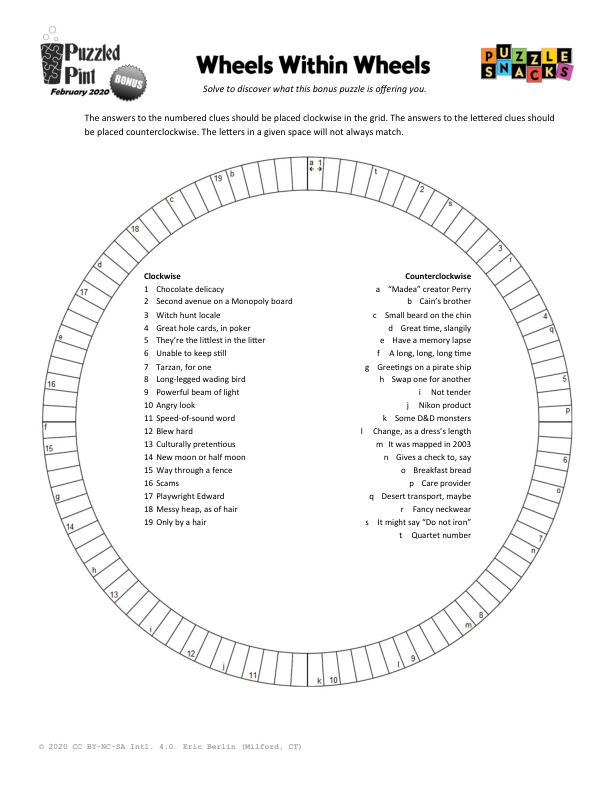 Puzzled
Pint
BONUS
February 2020
Wheels Within Wheels
Solve to discover what this bonus puzzle is offering you.
PUZZLE
SNACKS
The answers to the numbered clues should be placed clockwise in the grid. The answers to the lettered clues should
be placed counterclockwise. The letters in a given space will not always match.
a 1
t
2
s
3
r
4
q
5
p
6
o
7
n
8
m
9
l
10
k
11
j
12
i
13
h
14
g
15
f
16
e
17
d
18
c
19
b
Clockwise
1 Chocolate delicacy
2 Second avenue on a Monopoly board
3 Witch hunt locale
4 Great hole cards, in poker
5 They're the littlest in the litter
6 Unable to keep still
7 Tarzan, for one
8 Long-legged wading bird
9 Powerful beam of light
10 Angry look
11 Speed-of-sound word
12 Blew hard
13 Culturally pretentious
14 New moon or half moon
15 Way through a fence
16 Scams
17 Playwright Edward
18 Messy heap, as of hair
19 Only by a hair
Counterclockwise
a "Madea" creator Perry
b Cain's brother
c Small beard on the chin
d Great time, slangily
e Have a memory lapse
f A long, long, long time
g Greetings on a pirate ship
h Swap one for another
i Not tender
j Nikon product
k Some D&D monsters
l Change, as a dress's length
m It was mapped in 2003
n Gives a check to, say
o Breakfast bread
p Care provider
q Desert transport, maybe
r Fancy neckwear
s It might say "Do not iron"
t Quartet number
© 2020 CC BY-NC-SA Intl. 4.0 Eric Berlin (Milford, CT)